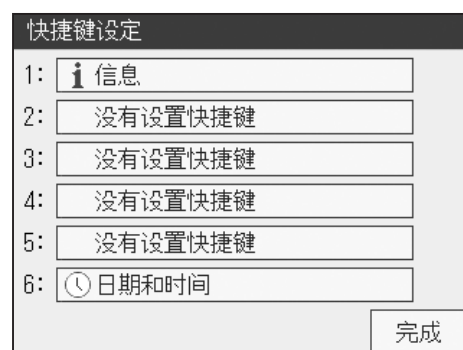 快捷键设定
1: i 信息
2: 没有设置快捷键
3: 没有设置快捷键
4: 没有设置快捷键
5: 没有设置快捷键
6: 日期和时间
完成